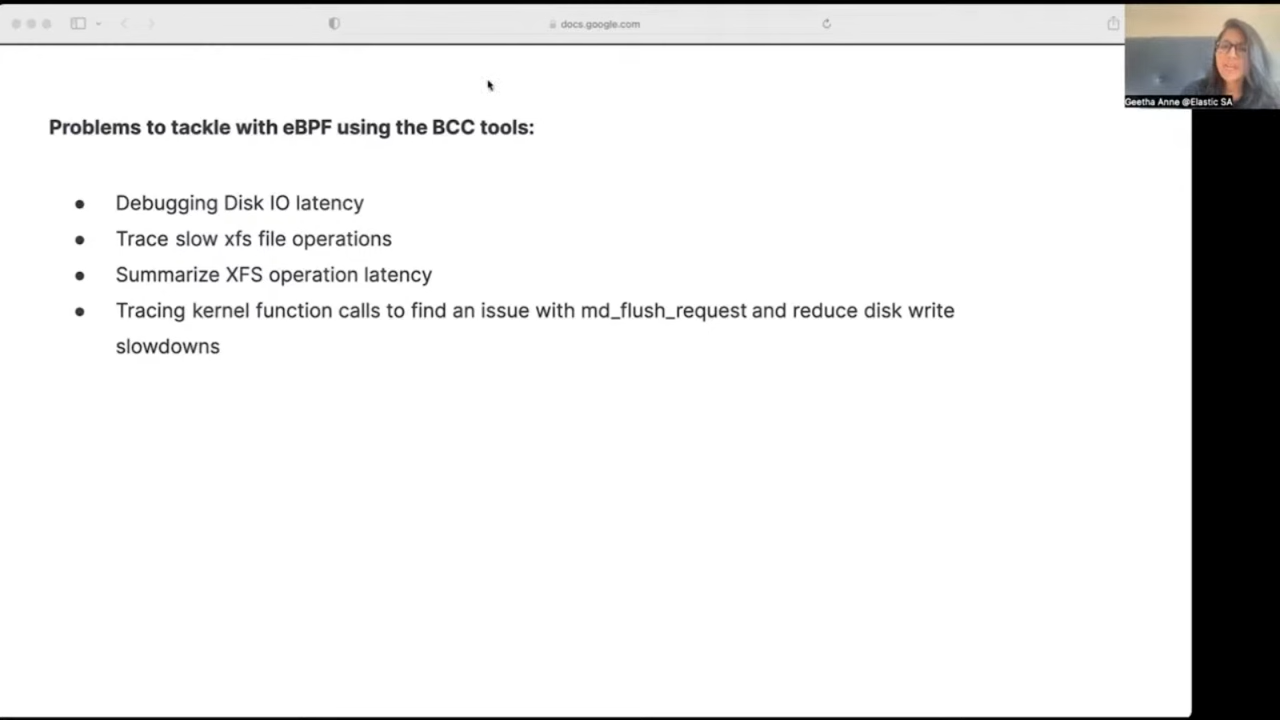 docs.google.com
Geetha Anne @Elastic SA
Problems to tackle with eBPF using the BCC tools:
● Debugging Disk IO latency
● Trace slow xfs file operations
● Summarize XFS operation latency
● Tracing kernel function calls to find an issue with md_flush_request and reduce disk write
slowdowns